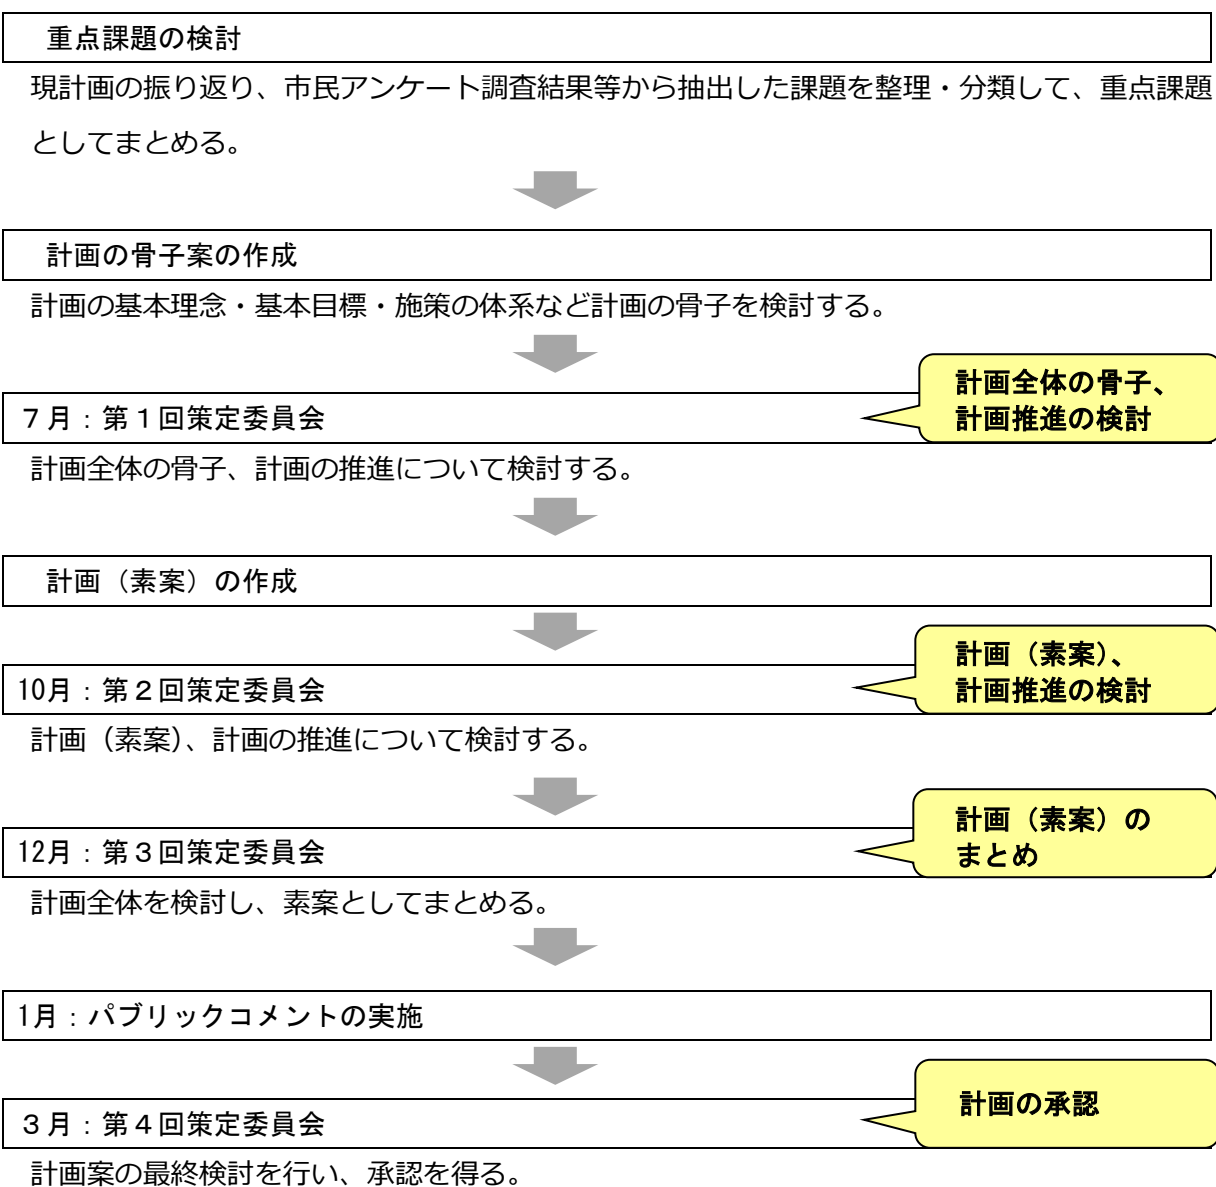 重点課題の検討
現計画の振り返り、市民アンケート調査結果等から抽出した課題を整理・分類して、重点課題
としてまとめる。
計画の骨子案の作成
計画の基本理念・基本目標・施策の体系など計画の骨子を検討する。
計画全体の骨子、
計画推進の検討
７月：第１回策定委員会
計画全体の骨子、計画の推進について検討する。
計画（素案）の作成
計画（素案）、
計画推進の検討
10月：第２回策定委員会
計画（素案）、計画の推進について検討する。
計画（素案）の
まとめ
12月：第３回策定委員会
計画全体を検討し、素案としてまとめる。
1月：パブリックコメントの実施
計画の承認
３月：第４回策定委員会
計画案の最終検討を行い、承認を得る。